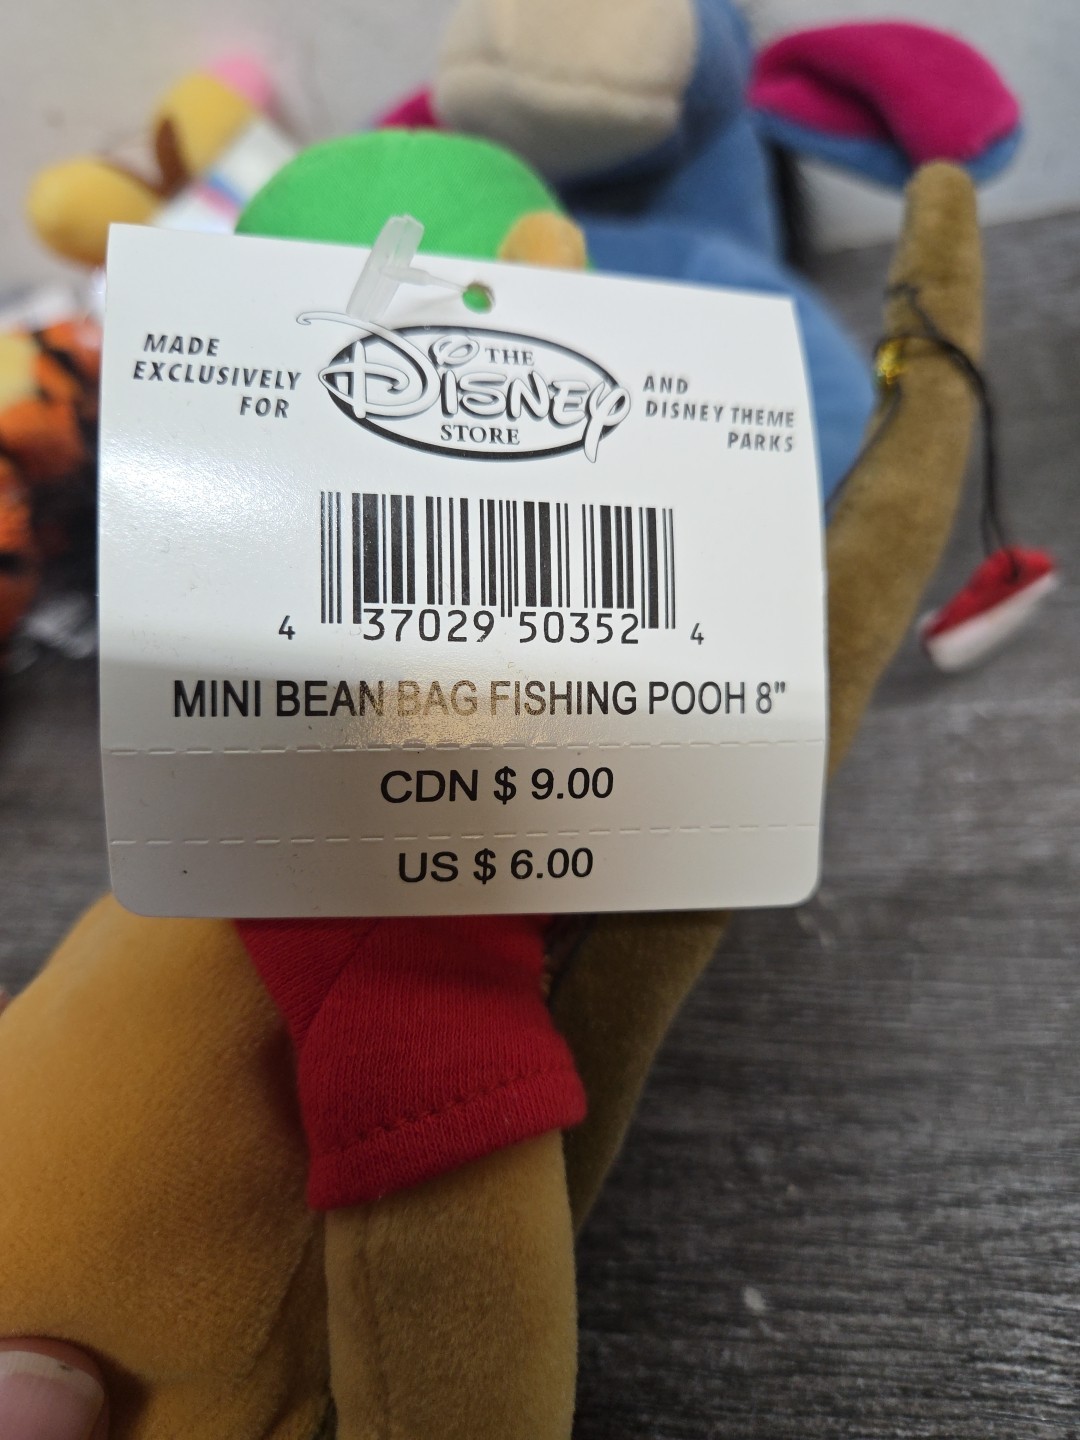 MADE
EXCLUSIVELY
FOR
THE
Disney
STORE
AND
DISNEY THEME
PARKS
4 37029 50352 4
MINI BEAN BAG FISHING POOH 8"
CDN $ 9.00
US $ 6.00